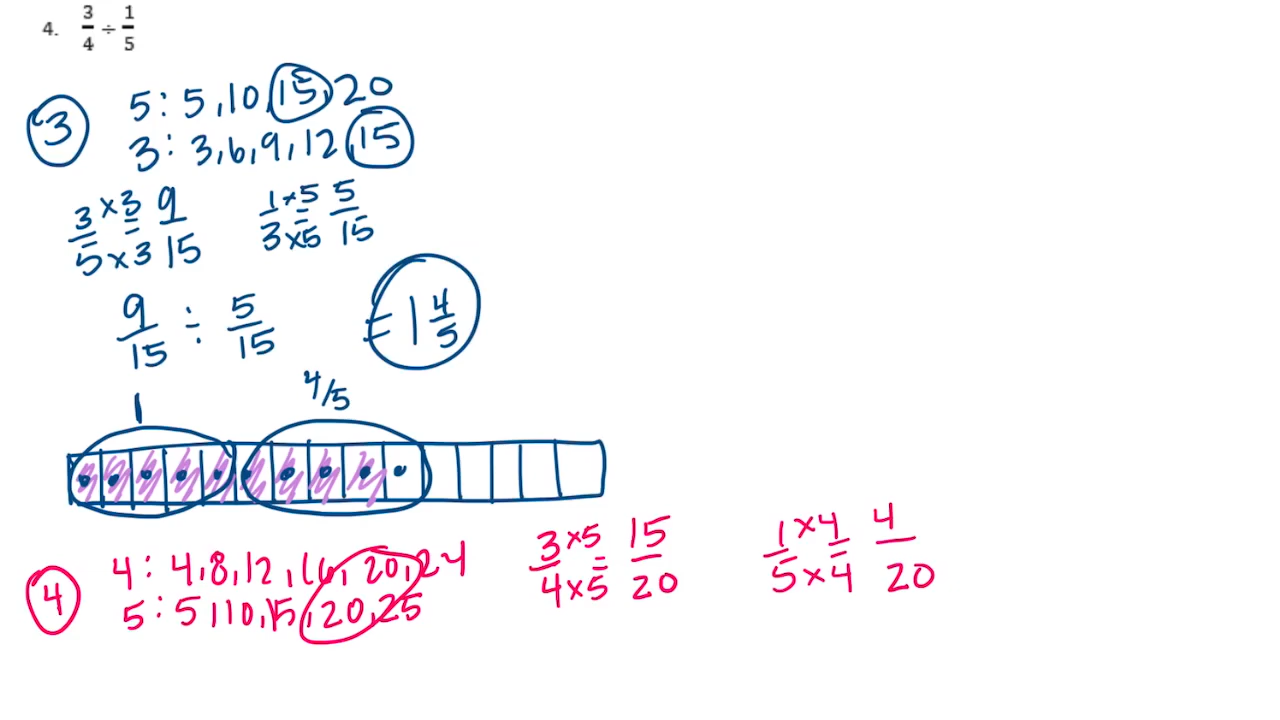 4. 3/4 ÷ 1/5
③ 5: 5, 10, 15, 20
3: 3, 6, 9, 12, 15
3/5 × 3/3 = 9/15   1/3 × 5/5 = 5/15
9/15 ÷ 5/15 = 1 4/5
1   4/5
④ 4: 4, 8, 12, 16, 20, 24   3/4 × 5/5 = 15/20   1/5 × 4/4 = 4/20
5: 5, 10, 15, 20, 25